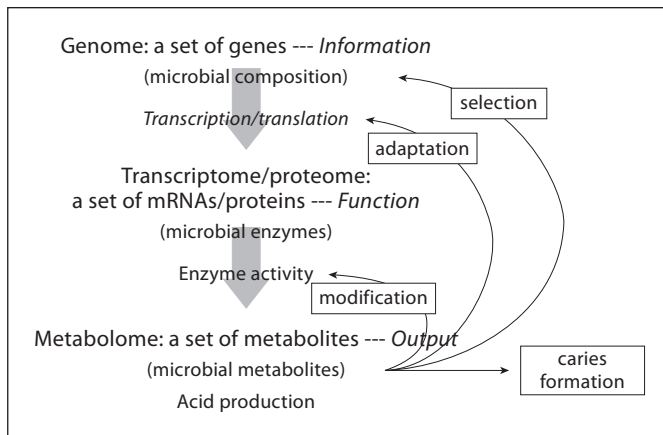 Genome: a set of genes --- Information
(microbial composition)
selection
Transcription/translation
adaptation
Transcriptome/proteome:
a set of mRNAs/proteins --- Function
(microbial enzymes)
Enzyme activity
modification
Metabolome: a set of metabolites --- Output
(microbial metabolites)
caries
formation
Acid production